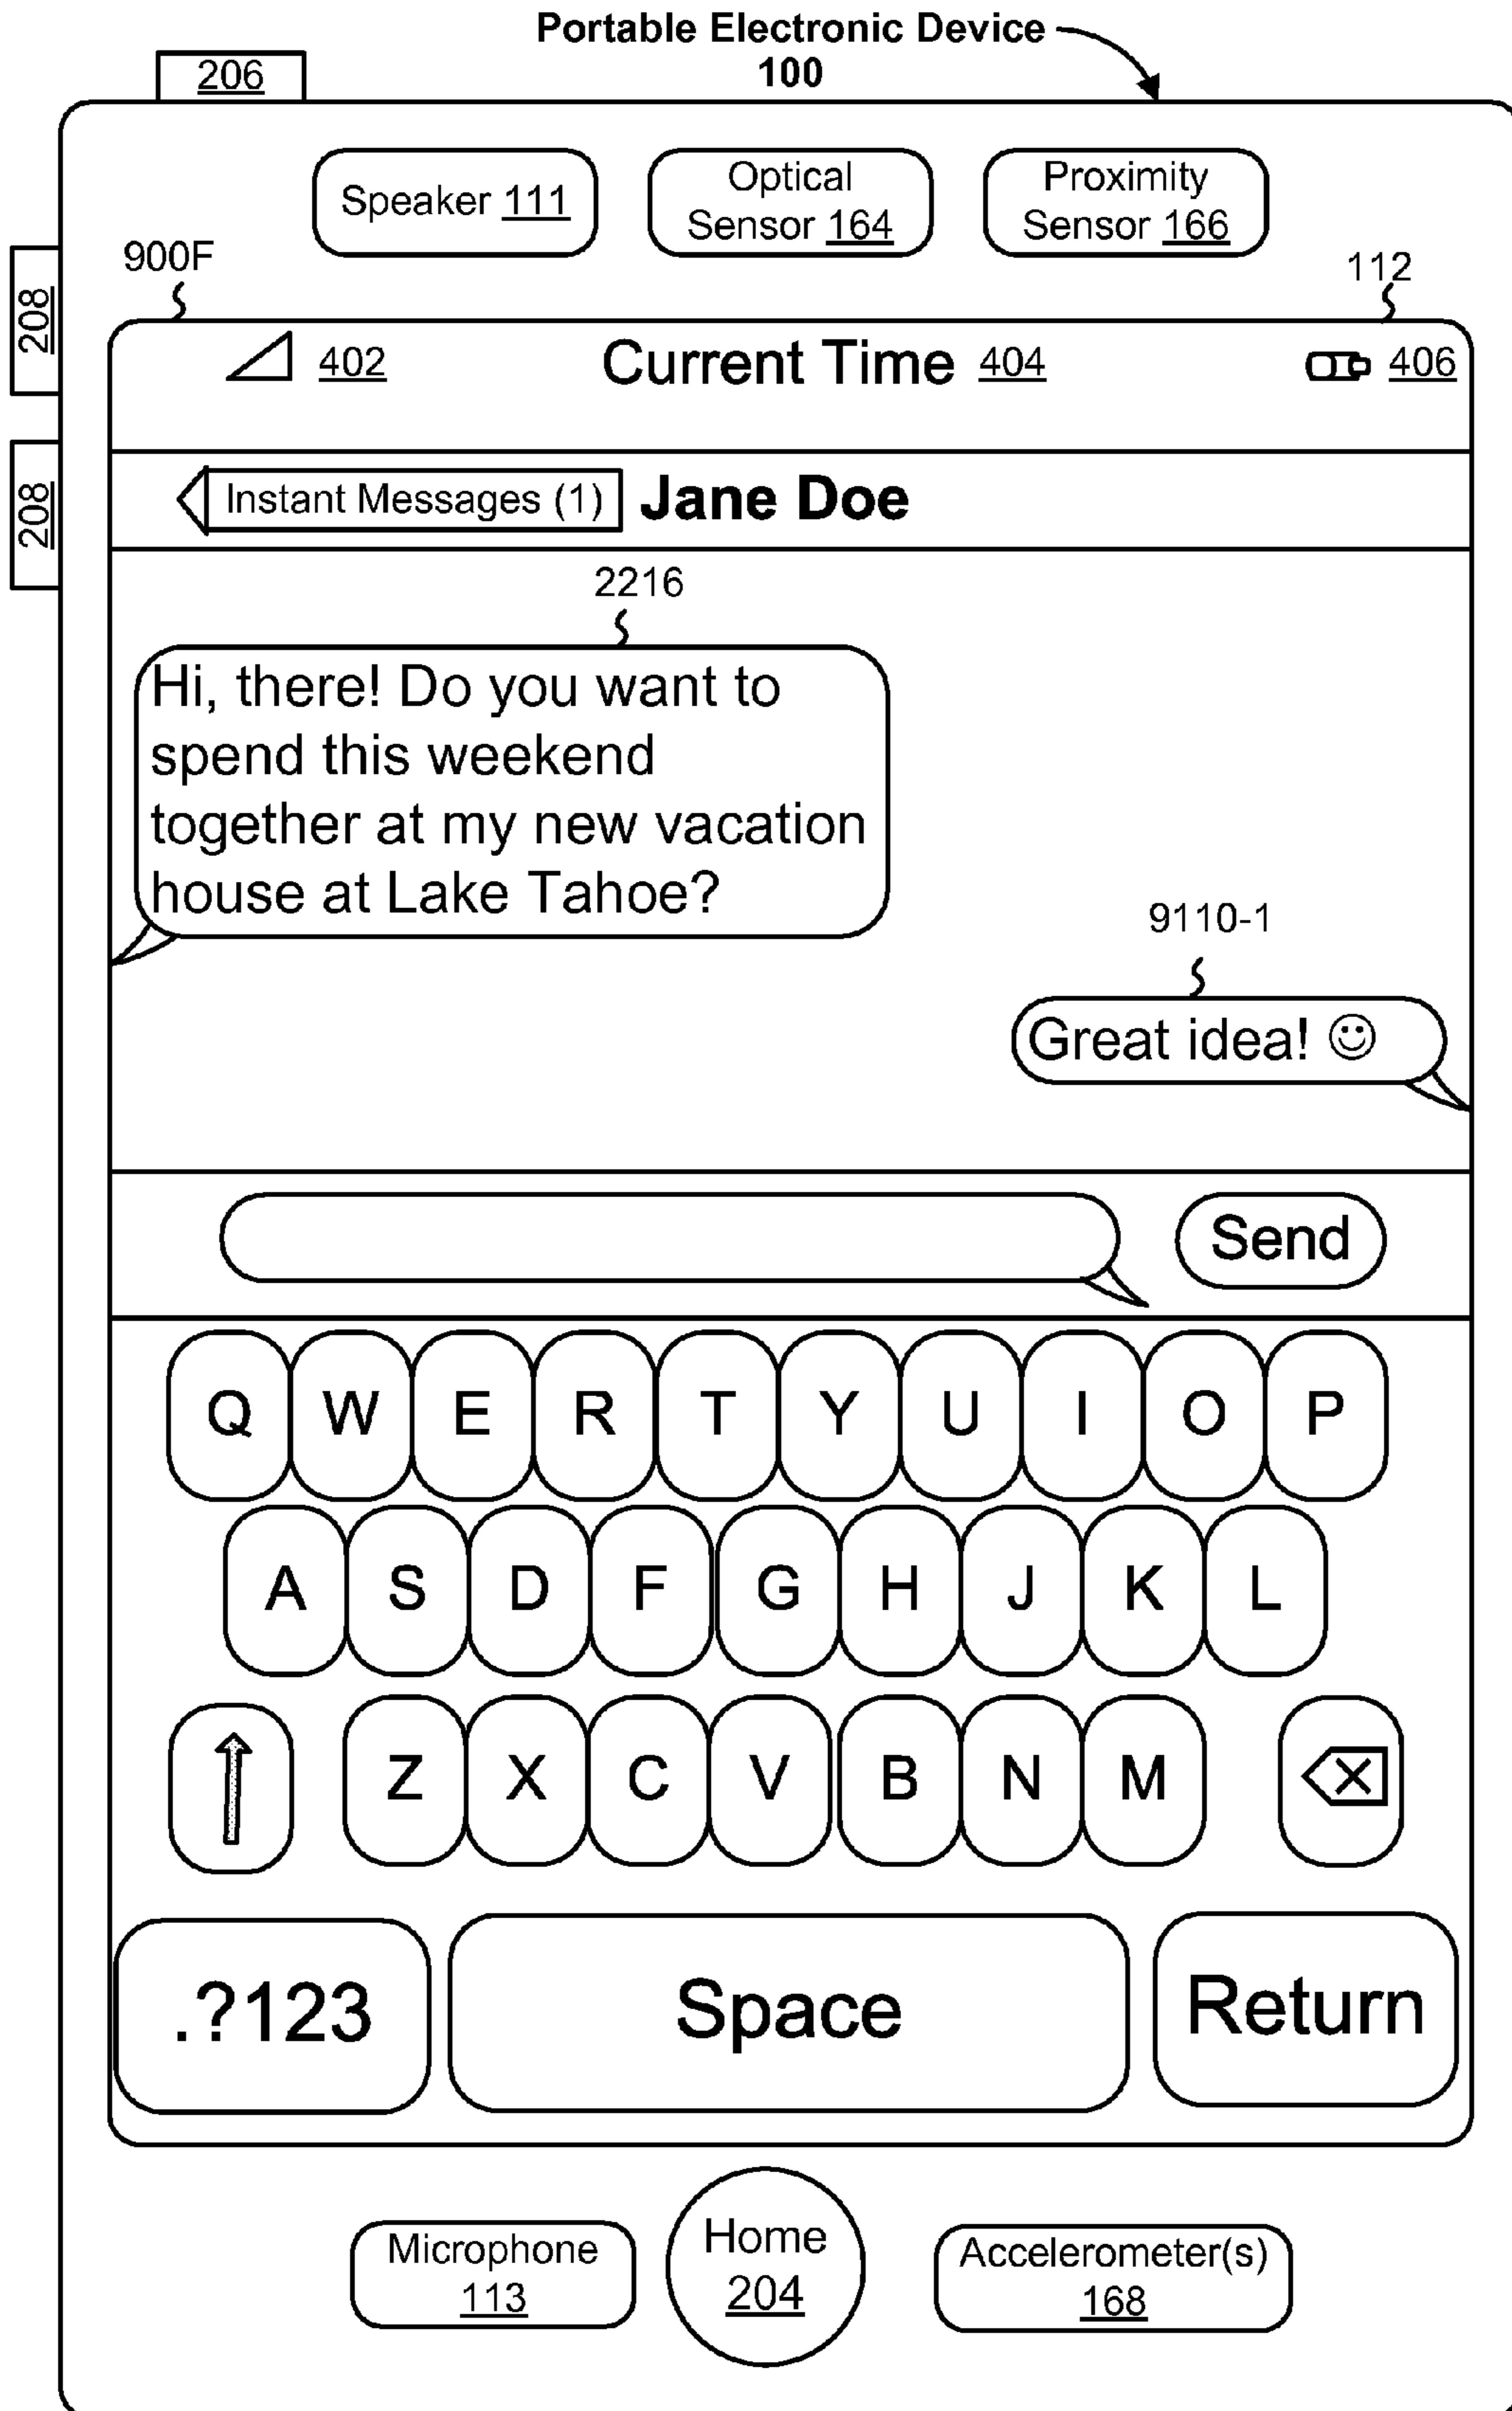 Portable Electronic Device
100
206
Speaker 111
Optical
Sensor 164
Proximity
Sensor 166
208
900F
112
402
Current Time 404
406
208
Instant Messages (1)
Jane Doe
2216
Hi, there! Do you want to
spend this weekend
together at my new vacation
house at Lake Tahoe?
9110-1
Great idea! ☺
Send
Q W E R T Y U I O P
A S D F G H J K L
Z X C V B N M
.?123
Space
Return
Microphone
113
Home
204
Accelerometer(s)
168